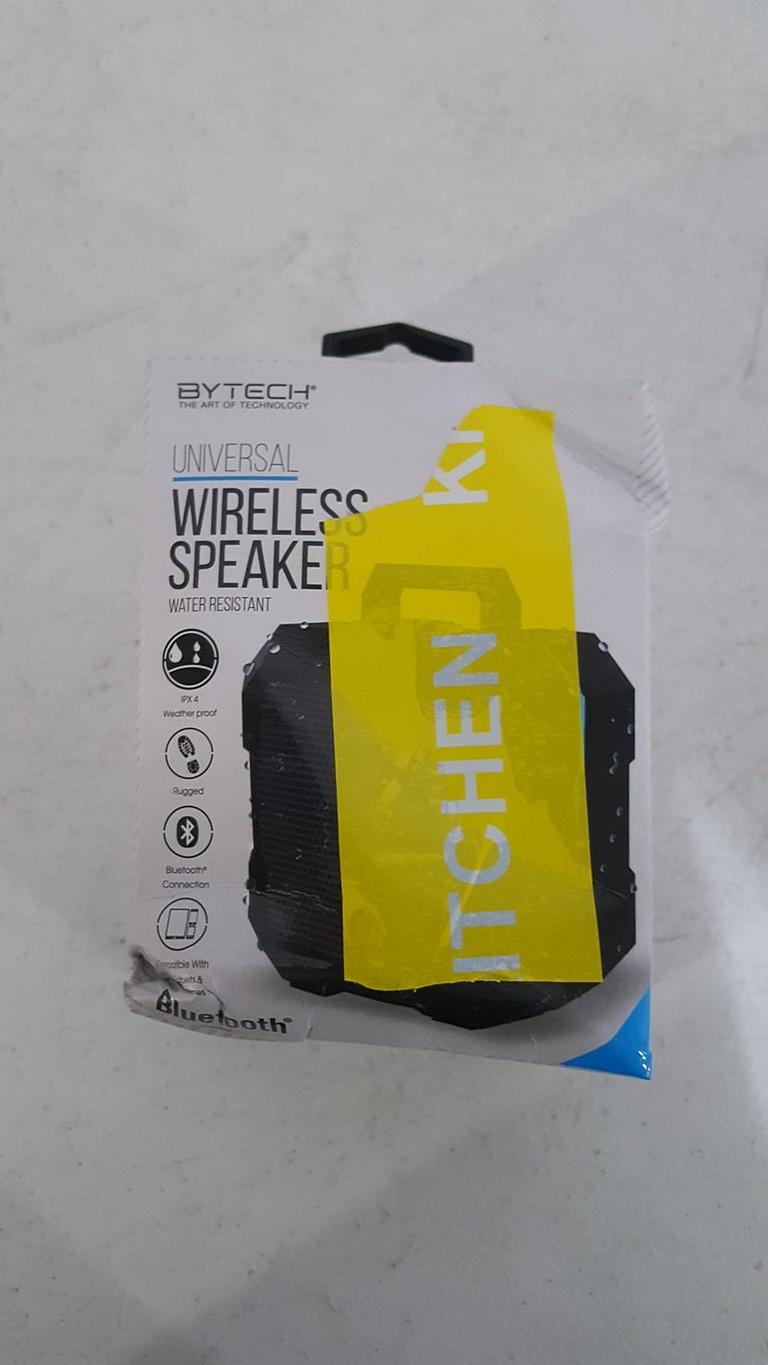 BYTECH®
THE ART OF TECHNOLOGY
UNIVERSAL
WIRELESS
SPEAKER
WATER RESISTANT
IPX 4
Weather proof
Rugged
Bluetooth®
Connection
With
Bluetooth®
KI
ITCHEN